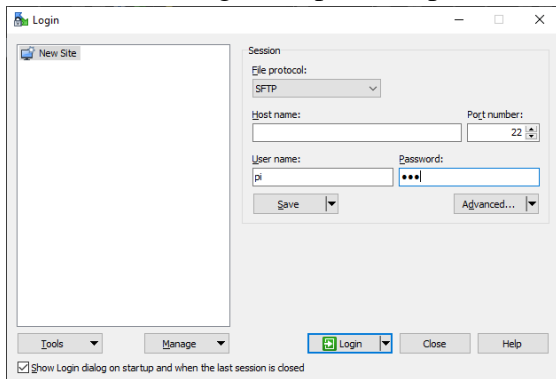 Login
New Site
Session
File protocol:
SFTP
Host name:
Port number:
22
User name:
Password:
pi
•••
Save
Advanced...
Tools
Manage
Login
Close
Help
Show Login dialog on startup and when the last session is closed